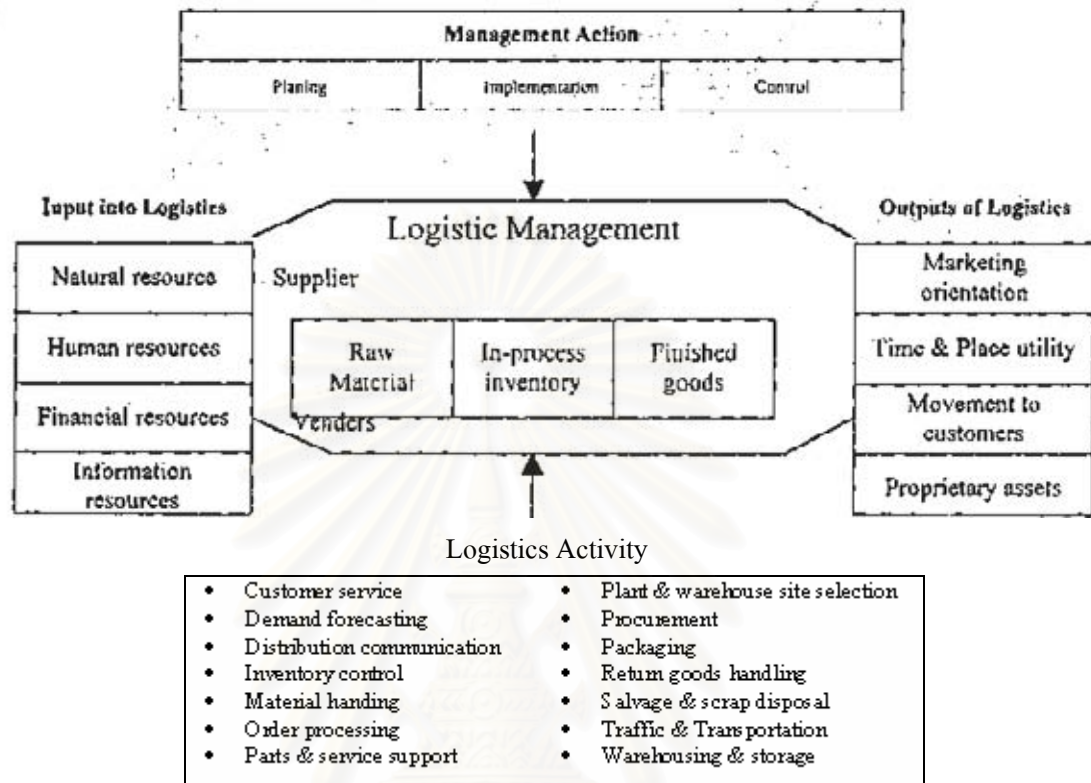 Management Action
Planing
Implementation
Control
Input into Logistics
Natural resource
Human resources
Financial resources
Information
resources
Logistic Management
Supplier
Raw
Material
In-process
inventory
Finished
goods
Venders
Outputs of Logistics
Marketing
orientation
Time & Place utility
Movement to
customers
Proprietary assets
Logistics Activity
• Customer service
• Demand forecasting
• Distribution communication
• Inventory control
• Material handing
• Order processing
• Parts & service support
• Plant & warehouse site selection
• Procurement
• Packaging
• Return goods handling
• Salvage & scrap disposal
• Traffic & Transportation
• Warehousing & storage